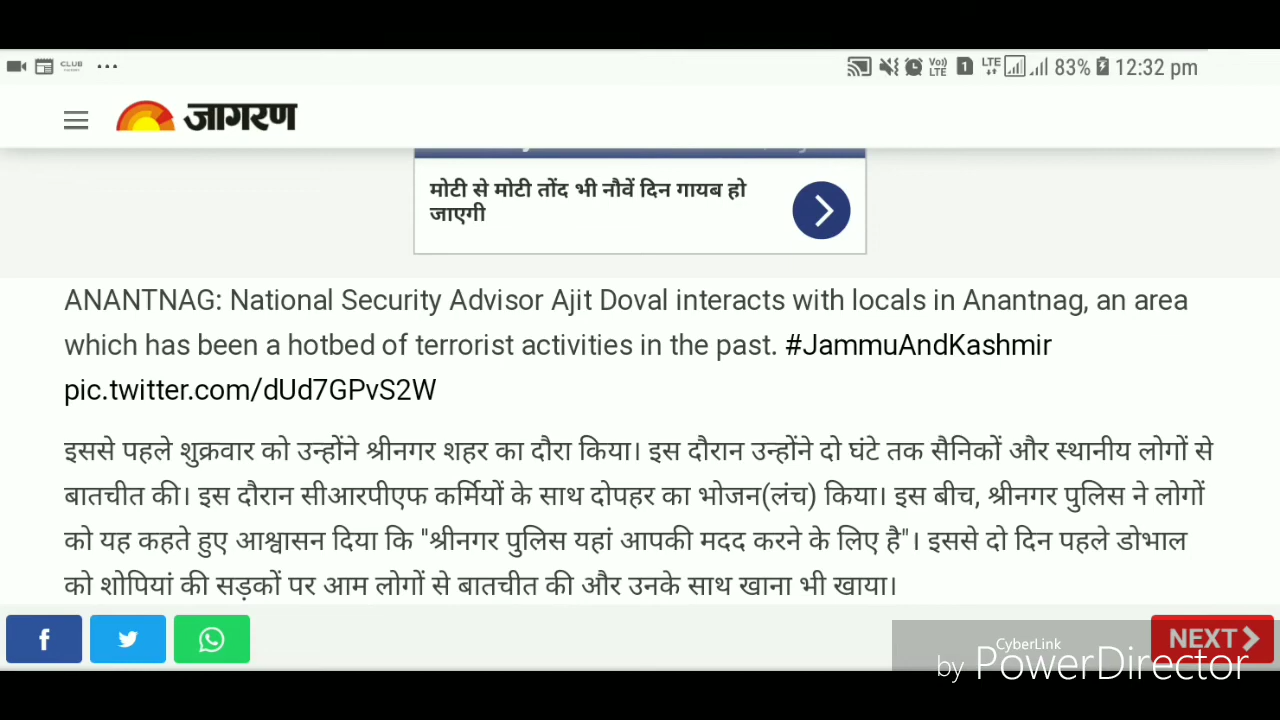 CLUB
1 LTE 83% 12:32 pm
जागरण
मोटी से मोटी तोंद भी नौवें दिन गायब हो
जाएगी
ANANTNAG: National Security Advisor Ajit Doval interacts with locals in Anantnag, an area
which has been a hotbed of terrorist activities in the past. #JammuAndKashmir
pic.twitter.com/dUd7GPvS2W
इससे पहले शुक्रवार को उन्होंने श्रीनगर शहर का दौरा किया। इस दौरान उन्होंने दो घंटे तक सैनिकों और स्थानीय लोगों से
बातचीत की। इस दौरान सीआरपीएफ कर्मियों के साथ दोपहर का भोजन(लंच) किया। इस बीच, श्रीनगर पुलिस ने लोगों
को यह कहते हुए आश्वासन दिया कि "श्रीनगर पुलिस यहां आपकी मदद करने के लिए है"। इससे दो दिन पहले डोभाल
को शोपियां की सड़कों पर आम लोगों से बातचीत की और उनके साथ खाना भी खाया।
f
NEXT
CyberLink
by PowerDirector